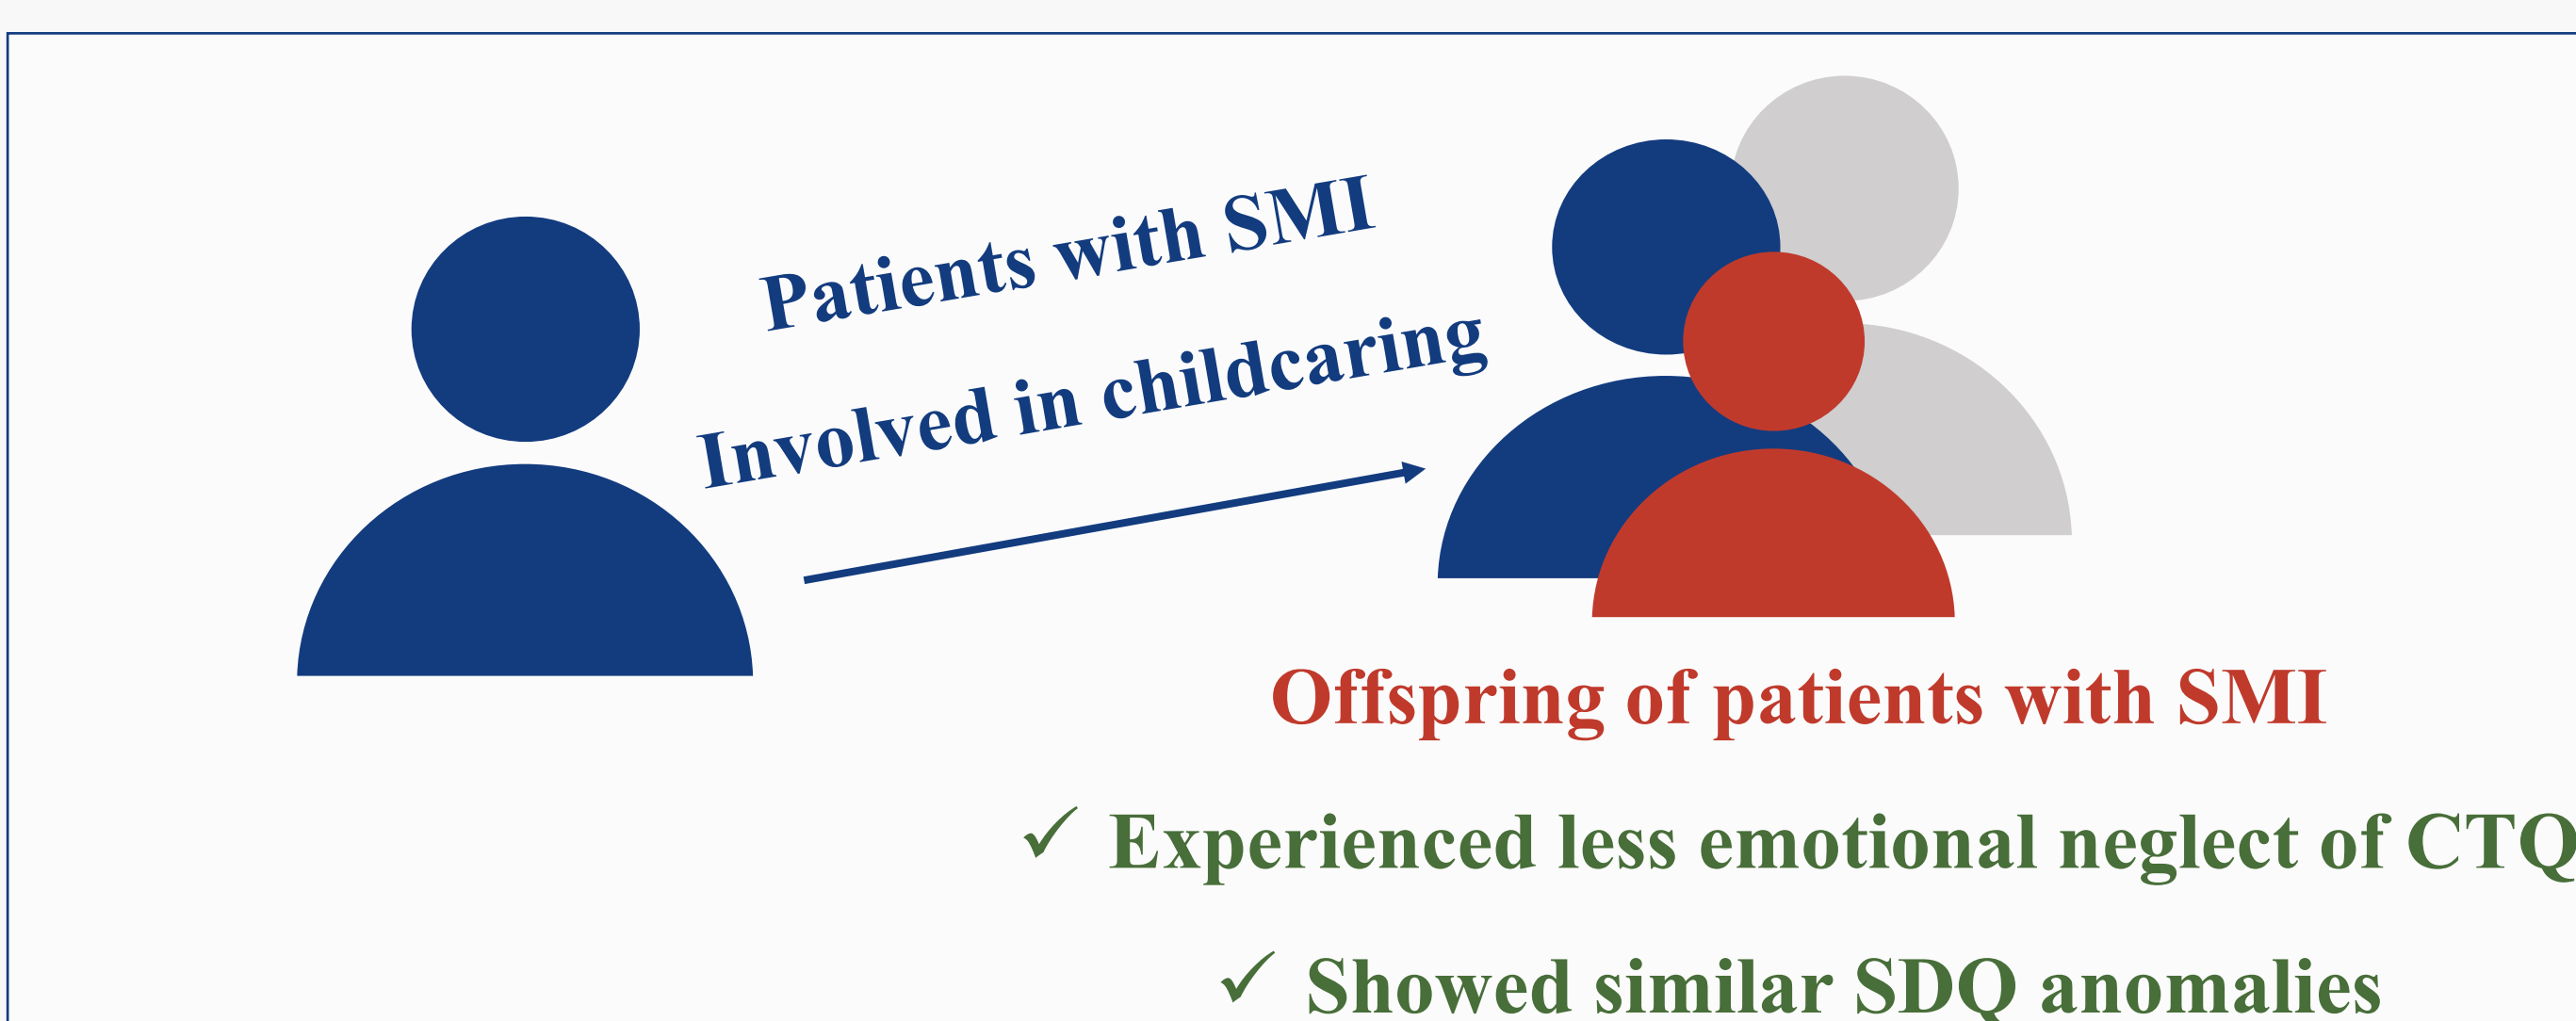 Patients with SMI
Involved in childcaring
Offspring of patients with SMI
✓ Experienced less emotional neglect of CTQ
✓ Showed similar SDQ anomalies